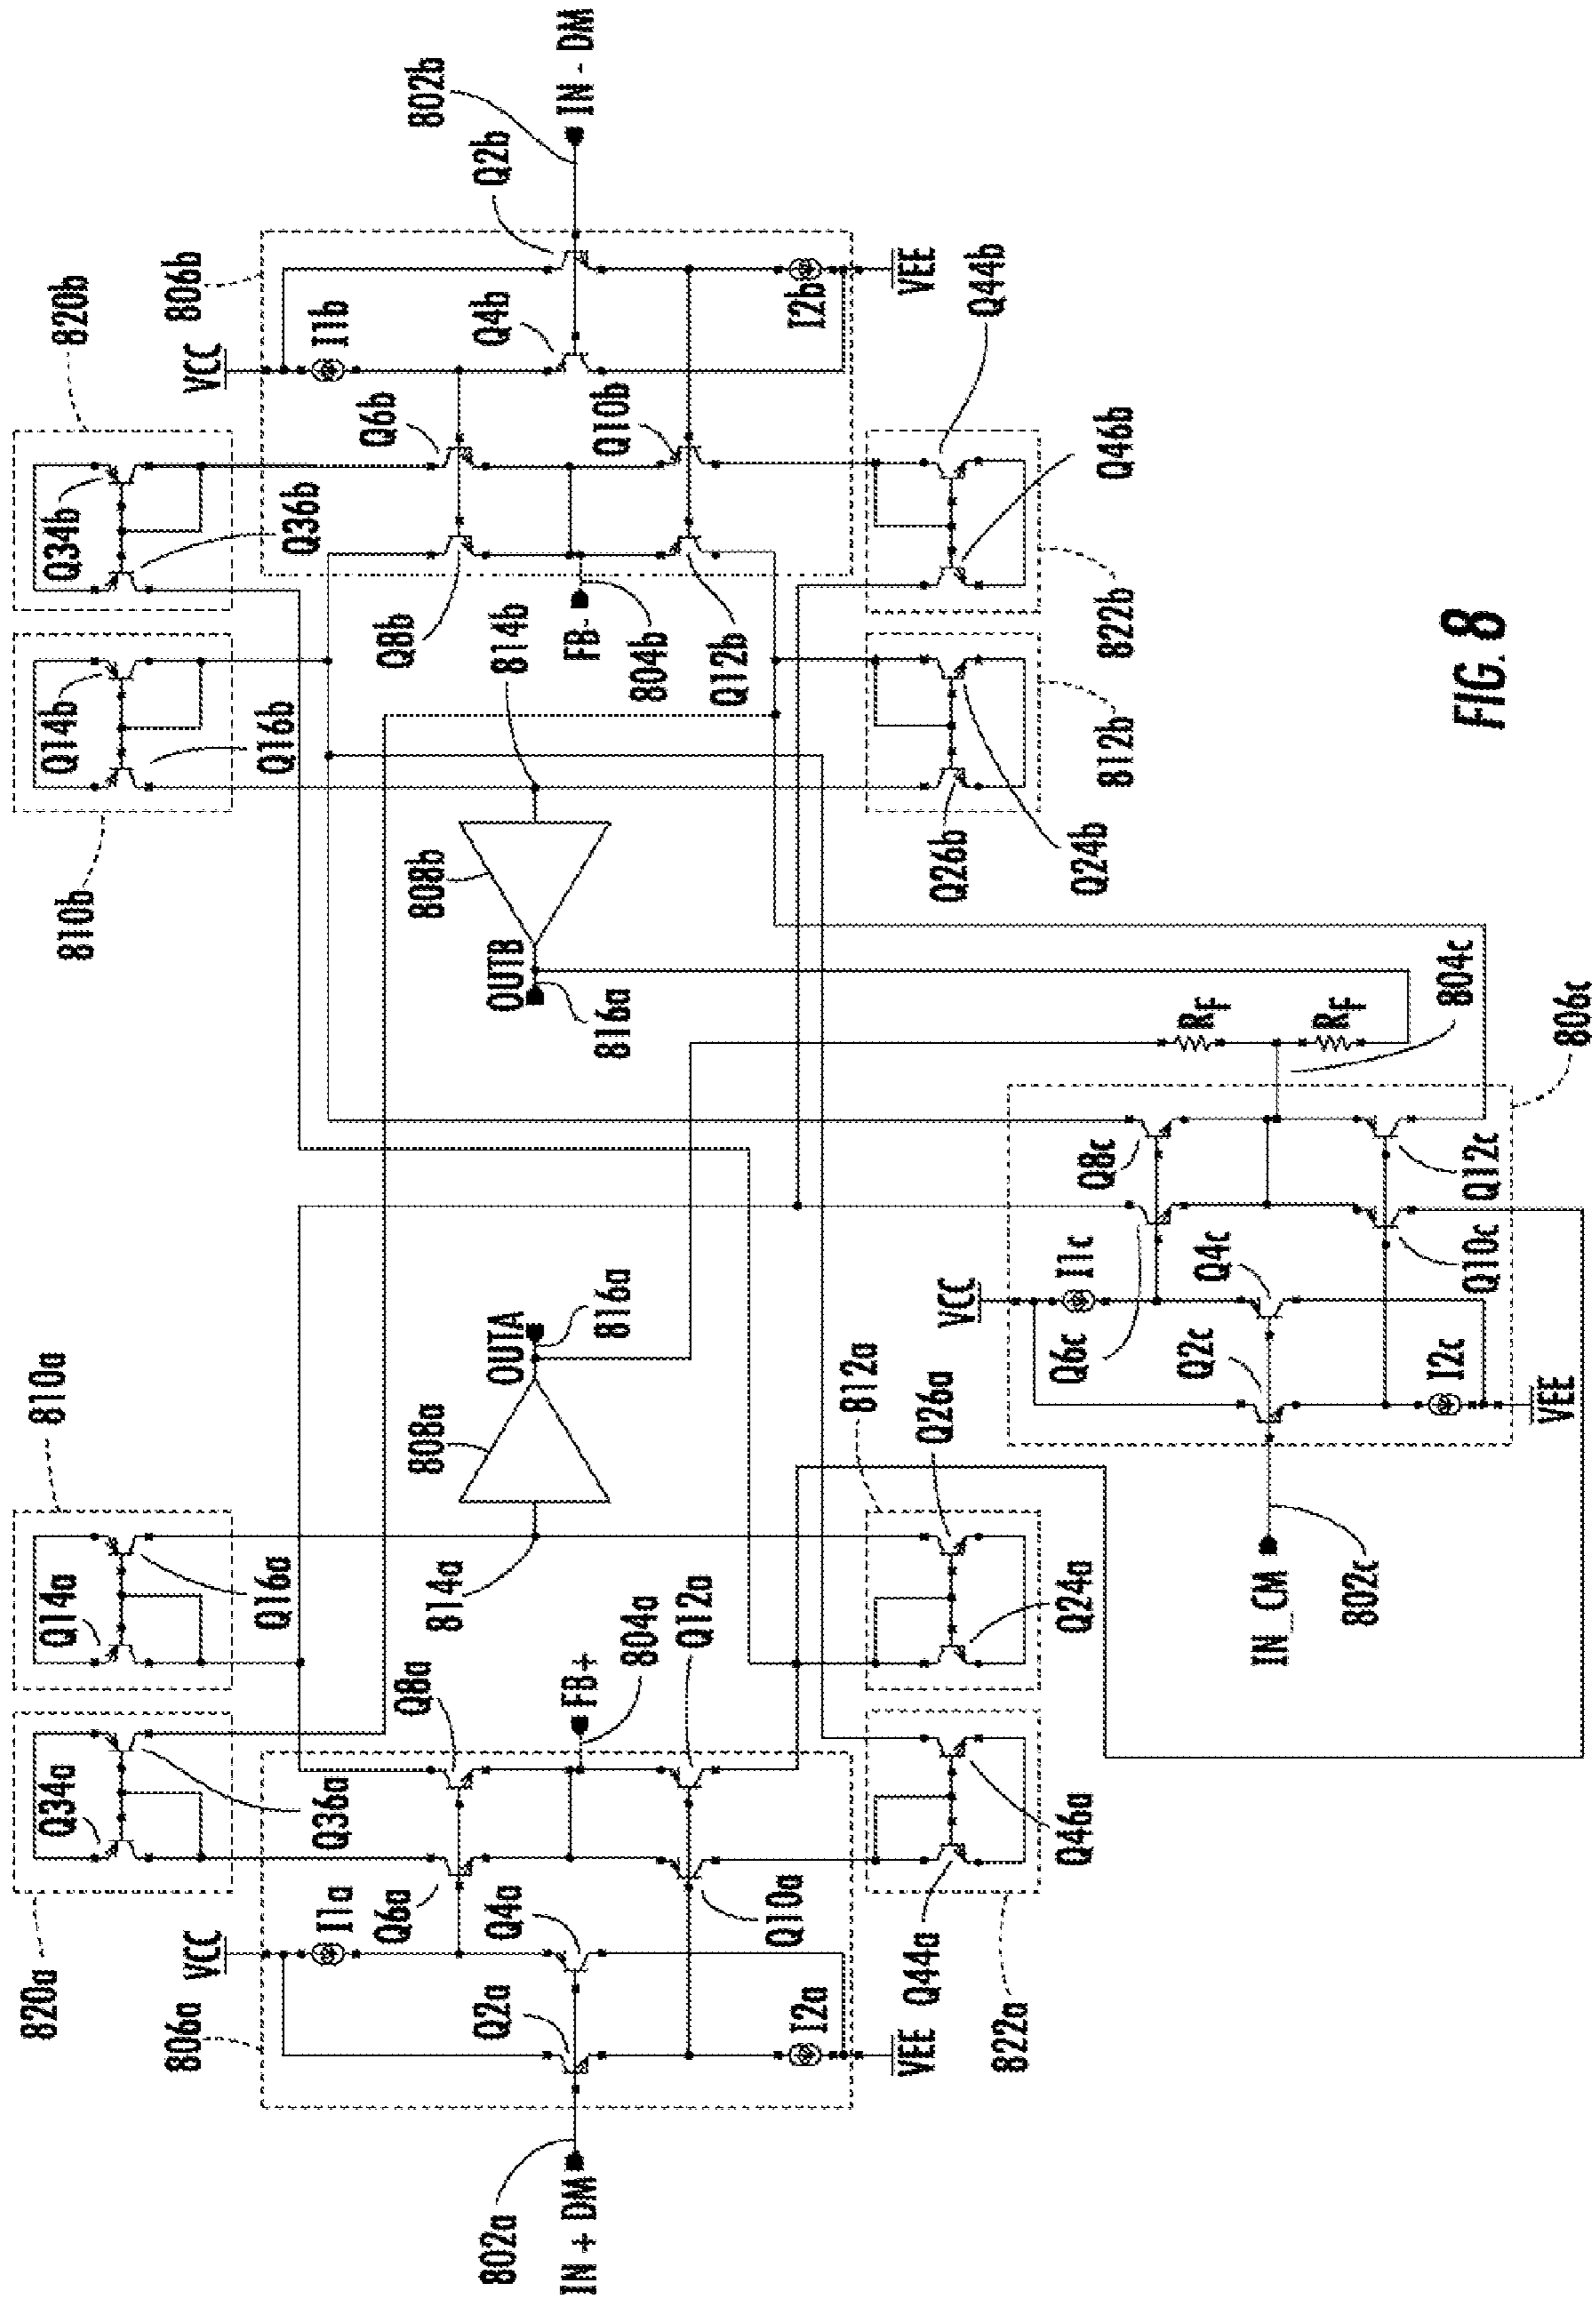 820a
Q34a
Q36a
810a
Q14a
Q16a
810b
Q14b
Q16b
820b
Q34b
Q36b
806a
VCC
I1a
Q6a
Q8a
Q2a
Q4a
802a
IN + DM
FB+
804a
Q10a
Q12a
I2a
VEE
814a
808a
OUTA
816a
OUTB
816a
808b
814b
FB-
804b
806b
VCC
I1b
Q6b
Q8b
Q4b
Q2b
802b
IN - DM
Q10b
Q12b
I2b
VEE
822a
Q44a
Q46a
812a
Q24a
Q26a
812b
Q26b
Q24b
822b
Q46b
Q44b
VCC
I1c
Q6c
Q8c
Q2c
Q4c
IN CM
802c
I2c
VEE
Q10c
Q12c
RF
RF
804c
806c
FIG. 8